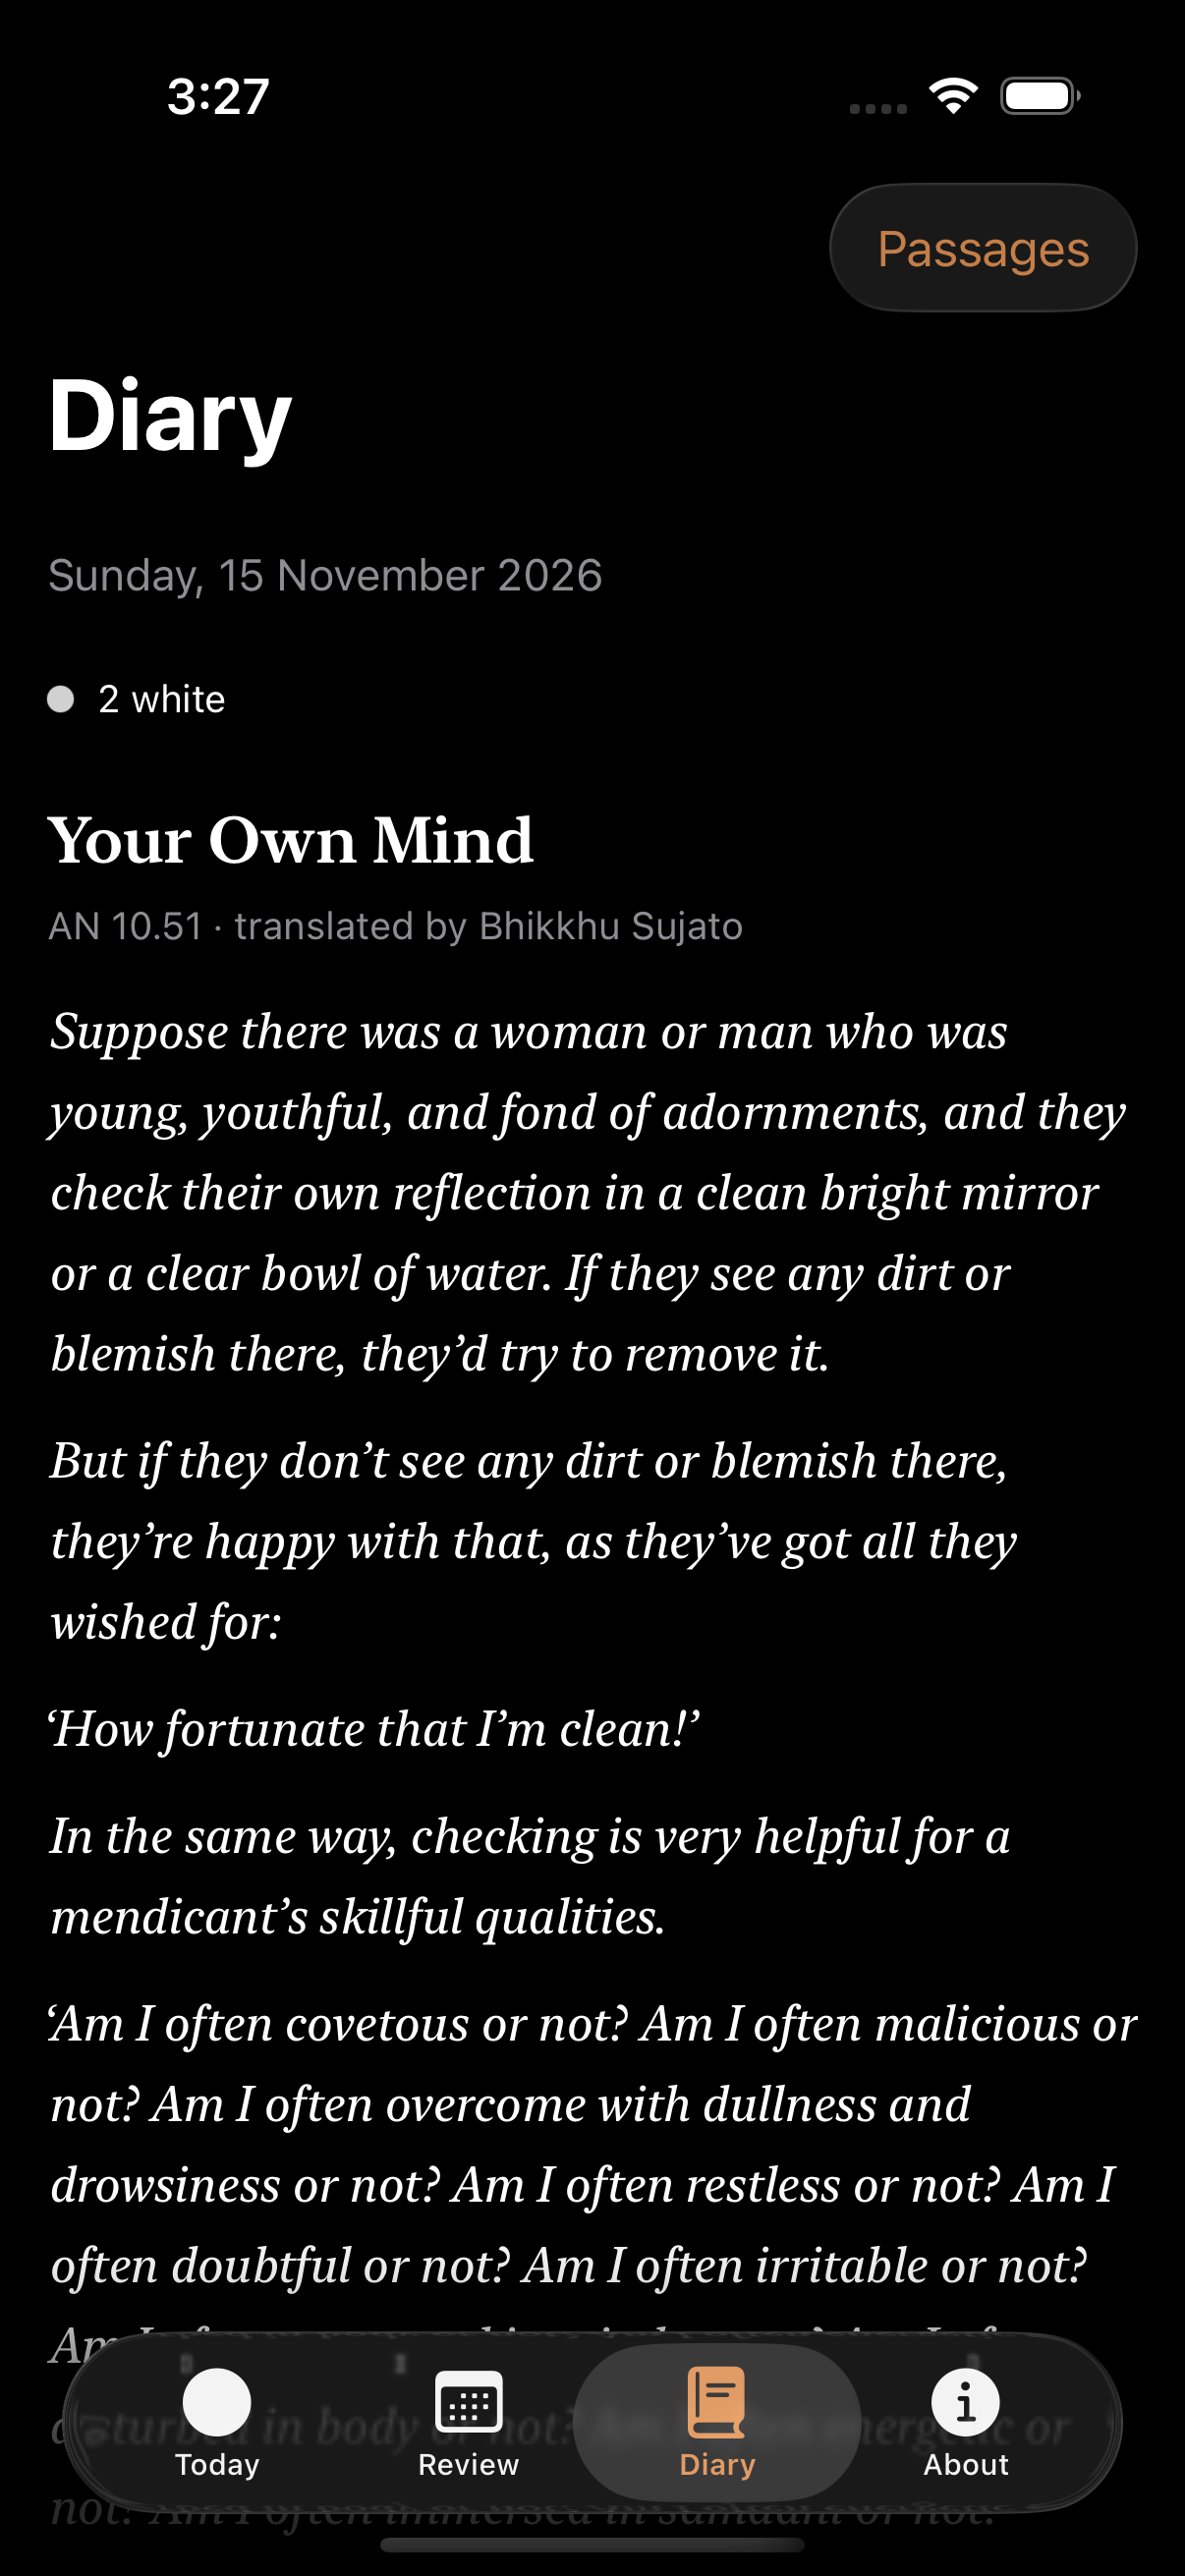 3:27
Passages
Diary
Sunday, 15 November 2026
2 white
Your Own Mind
AN 10.51 · translated by Bhikkhu Sujato
Suppose there was a woman or man who was
young, youthful, and fond of adornments, and they
check their own reflection in a clean bright mirror
or a clear bowl of water. If they see any dirt or
blemish there, they’d try to remove it.
But if they don’t see any dirt or blemish there,
they’re happy with that, as they’ve got all they
wished for:
‘How fortunate that I’m clean!’
In the same way, checking is very helpful for a
mendicant’s skillful qualities.
‘Am I often covetous or not? Am I often malicious or
not? Am I often overcome with dullness and
drowsiness or not? Am I often restless or not? Am I
often doubtful or not? Am I often irritable or not?
Am I
in body or not? or
not?
Today
Review
Diary
About